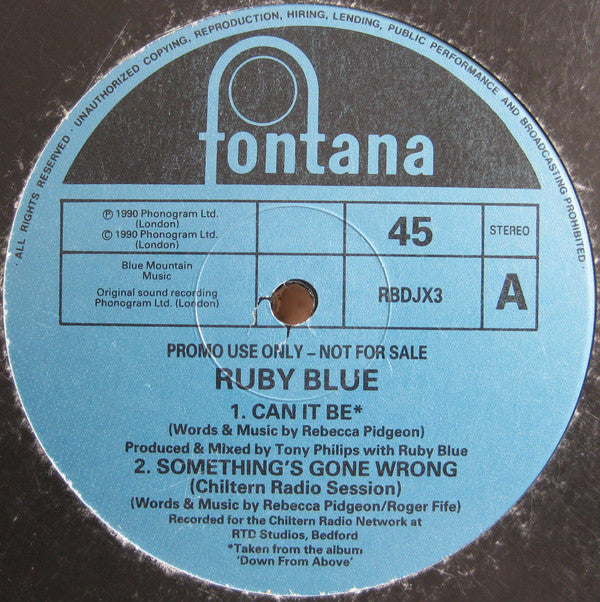 · ALL RIGHTS RESERVED · UNAUTHORIZED COPYING, REPRODUCTION, HIRING, LENDING, PUBLIC PERFORMANCE AND BROADCASTING PROHIBITED ·
fontana
℗ 1990 Phonogram Ltd.
(London)
© 1990 Phonogram Ltd.
(London)
45
STEREO
Blue Mountain
Music
Original sound recording
Phonogram Ltd. (London)
RBDJX3
A
PROMO USE ONLY – NOT FOR SALE
RUBY BLUE
1. CAN IT BE*
(Words & Music by Rebecca Pidgeon)
Produced & Mixed by Tony Philips with Ruby Blue
2. SOMETHING'S GONE WRONG
(Chiltern Radio Session)
(Words & Music by Rebecca Pidgeon/Roger Fife)
Recorded for the Chiltern Radio Network at
RTD Studios, Bedford
*Taken from the album
'Down From Above'